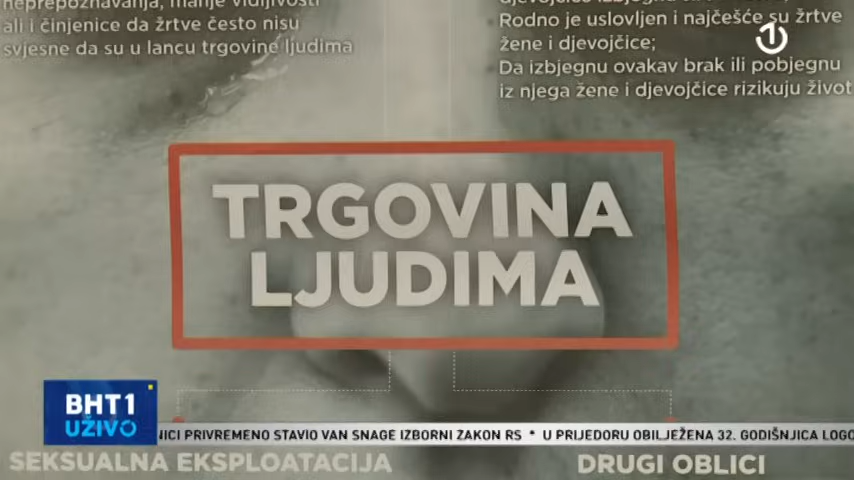 neprepoznavanja, manje vidljivosti
ali i činjenice da žrtve često nisu
svjesne da su u lancu trgovine ljudima
Rodno je uslovljen i najčešće su žrtve
žene i djevojčice;
Da izbjegnu ovakav brak ili pobjegnu
iz njega žene i djevojčice rizikuju život
1
TRGOVINA
LJUDIMA
BHT1
UŽIVO
NICI PRIVREMENO STAVIO VAN SNAGE IZBORNI ZAKON RS * U PRIJEDORU OBILJEŽENA 32. GODIŠNJICA LOGO
SEKSUALNA EKSPLOATACIJA
DRUGI OBLICI